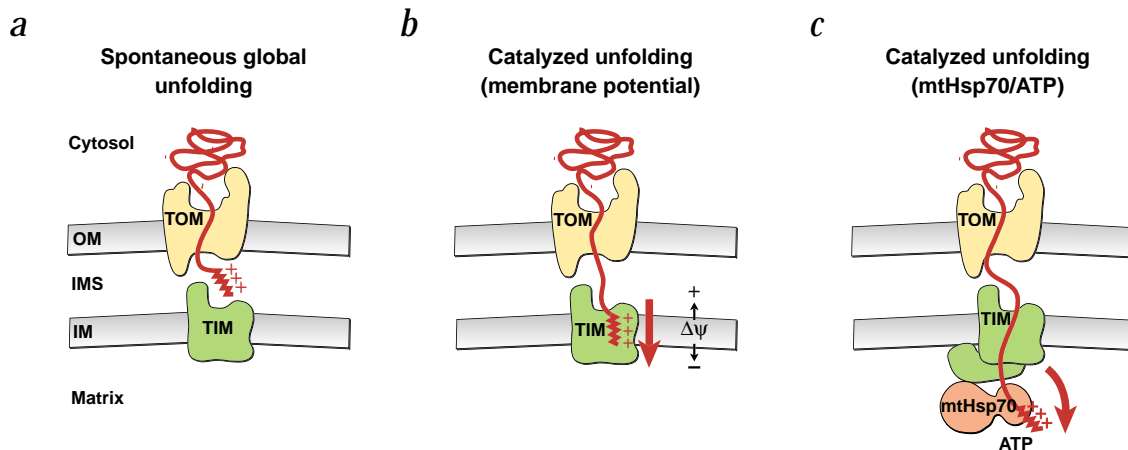 a
Spontaneous global
unfolding
Cytosol
TOM
OM
+
+
+
IMS
TIM
IM
Matrix
b
Catalyzed unfolding
(membrane potential)
TOM
+
TIM
+
+
+
Δψ
−
c
Catalyzed unfolding
(mtHsp70/ATP)
TOM
TIM
mtHsp70
+
+
+
ATP